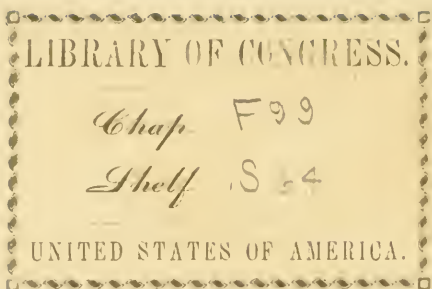 LIBRARY OF CONGRESS.
Chap. F99
Shelf .S
UNITED STATES OF AMERICA.